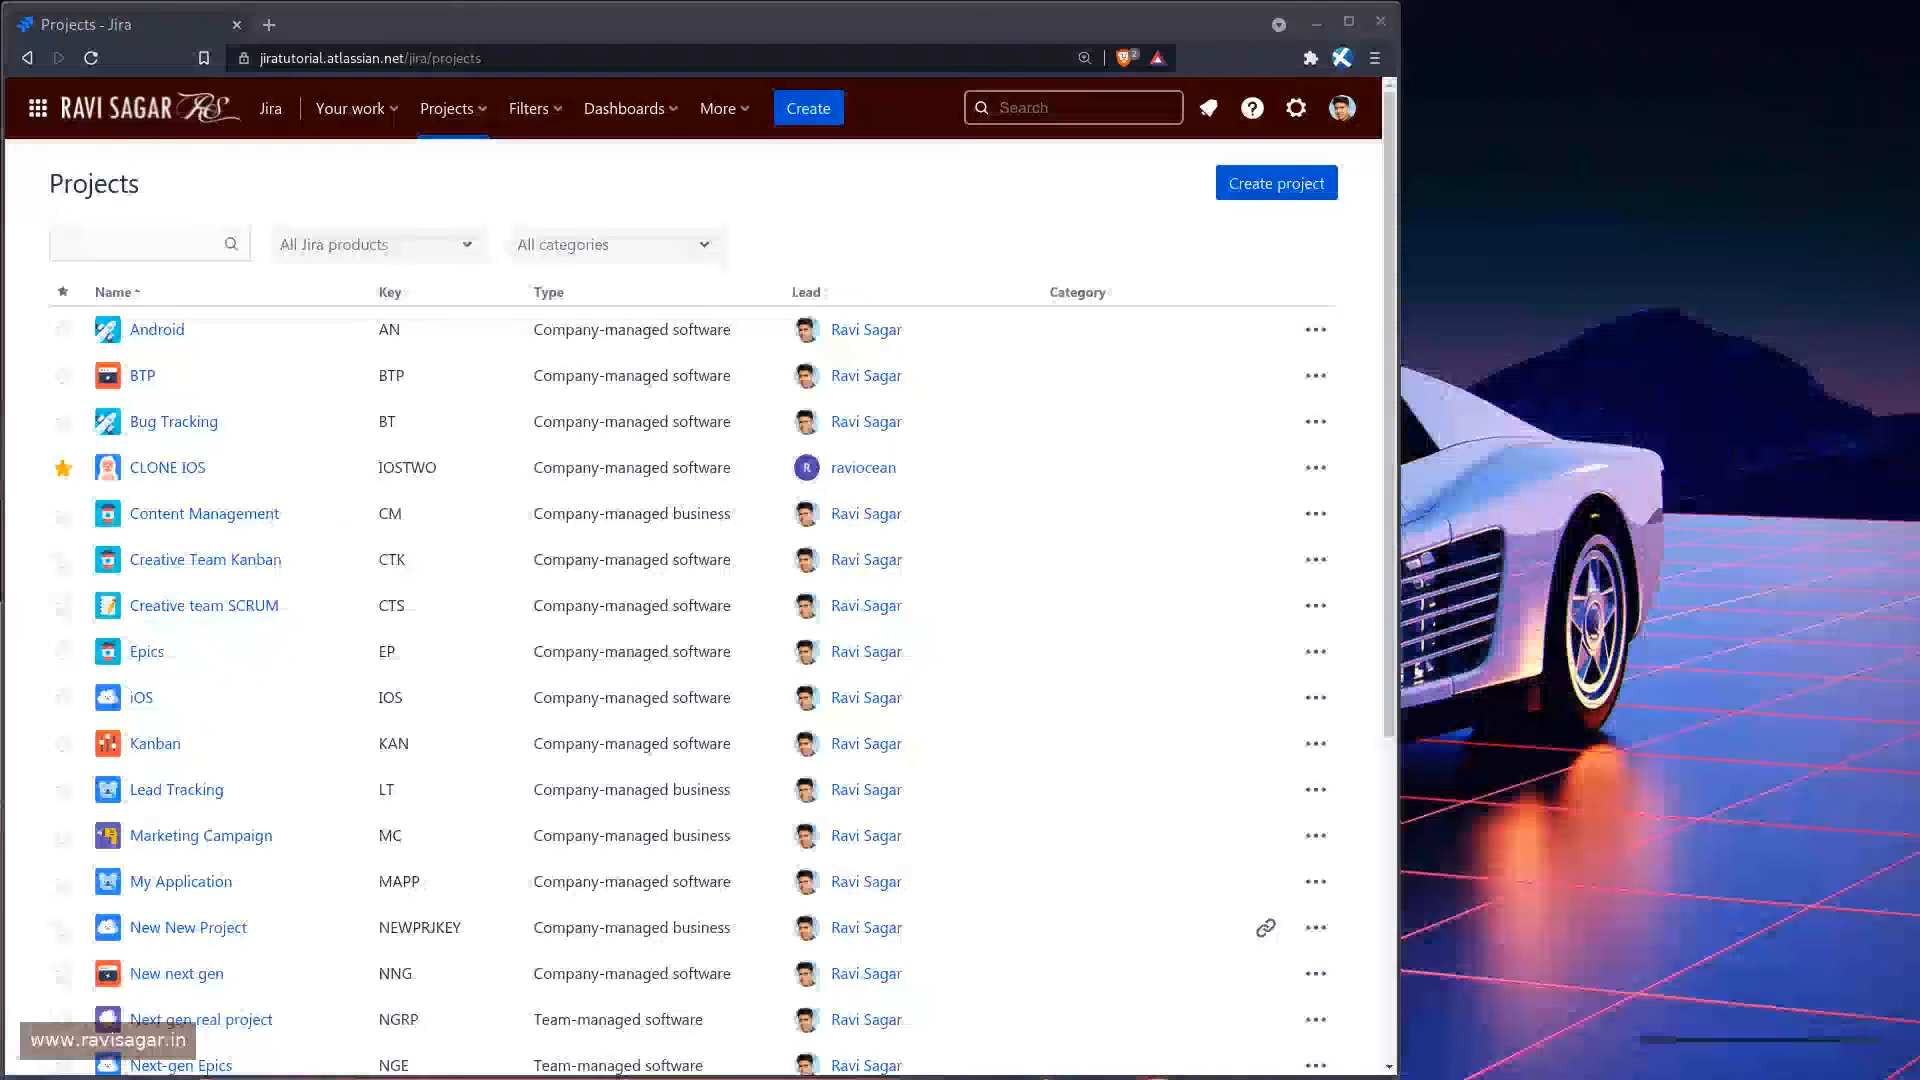 Projects - Jira
jiratutorial.atlassian.net/jira/projects
2
RAVI SAGAR RS Jira Your work Projects Filters Dashboards More Create Search
Projects
Create project
All Jira products All categories
Name Key Type Lead Category
Android AN Company-managed software Ravi Sagar
BTP BTP Company-managed software Ravi Sagar
Bug Tracking BT Company-managed software Ravi Sagar
CLONE IOS IOSTWO Company-managed software R raviocean
Content Management CM Company-managed business Ravi Sagar
Creative Team Kanban CTK Company-managed software Ravi Sagar
Creative team SCRUM CTS Company-managed software Ravi Sagar
Epics EP Company-managed software Ravi Sagar
iOS IOS Company-managed software Ravi Sagar
Kanban KAN Company-managed software Ravi Sagar
Lead Tracking LT Company-managed business Ravi Sagar
Marketing Campaign MC Company-managed business Ravi Sagar
My Application MAPP Company-managed software Ravi Sagar
New New Project NEWPRJKEY Company-managed business Ravi Sagar
New next gen NNG Company-managed software Ravi Sagar
Next gen real project NGRP Team-managed software Ravi Sagar
www.ravisagar.in
Next-gen Epics NGE Team-managed software Ravi Sagar